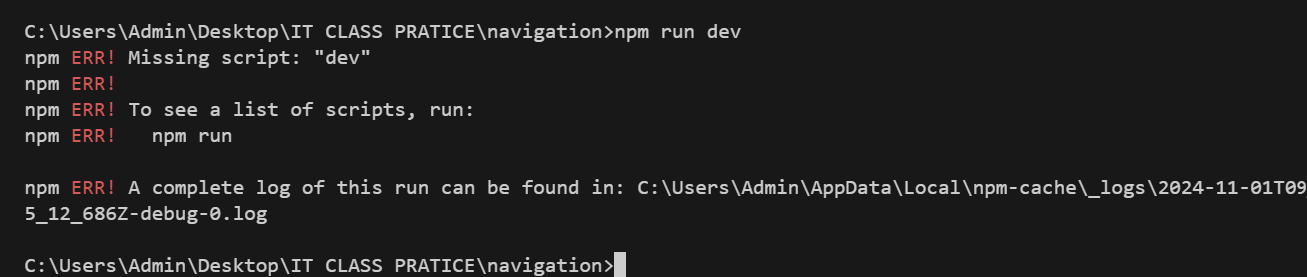 C:\Users\Admin\Desktop\IT CLASS PRATICE\navigation>npm run dev
npm ERR! Missing script: "dev"
npm ERR!
npm ERR! To see a list of scripts, run:
npm ERR!   npm run
npm ERR! A complete log of this run can be found in: C:\Users\Admin\AppData\Local\npm-cache\_logs\2024-11-01T09
5_12_686Z-debug-0.log
C:\Users\Admin\Desktop\IT CLASS PRATICE\navigation>